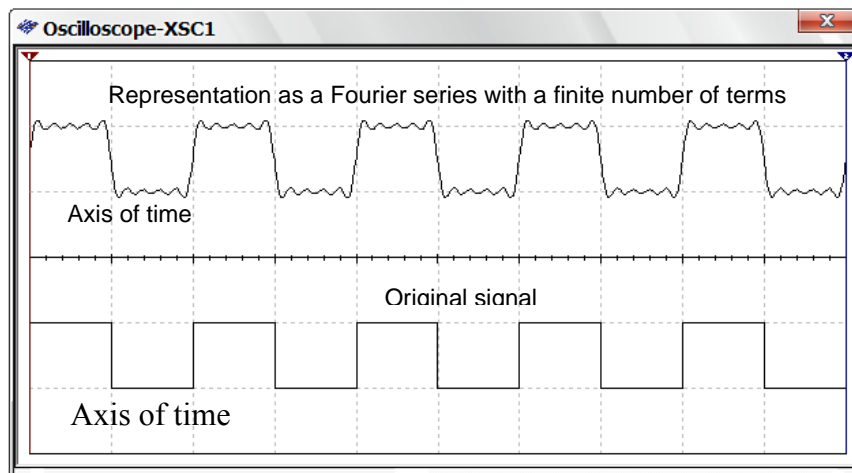 Oscilloscope-XSC1
Representation as a Fourier series with a finite number of terms
Axis of time
Original signal
Axis of time